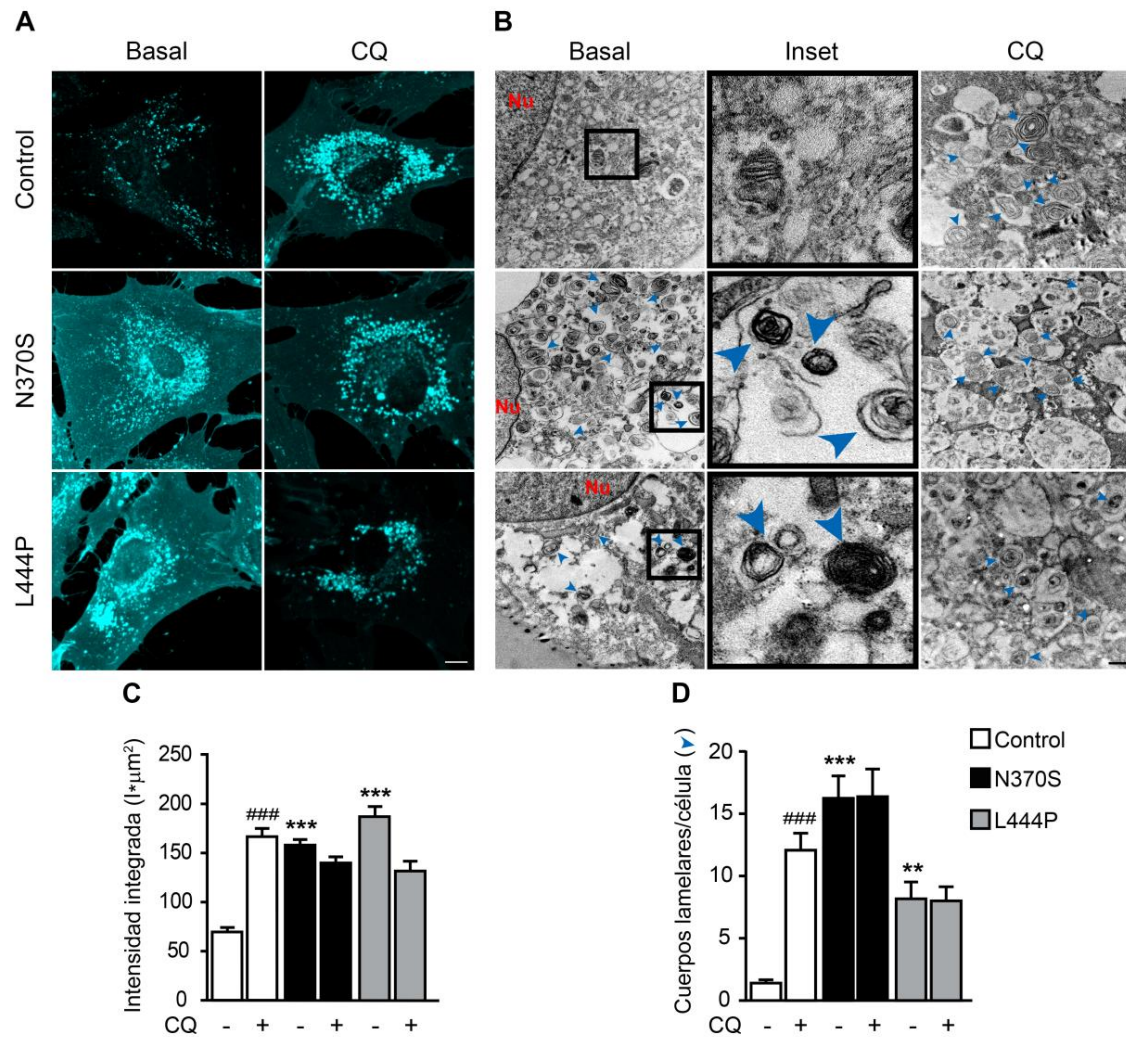 A
B
Basal CQ
Basal Inset CQ
Control
N370S
L444P
Nu
Nu
Nu
C
D
Intensidad integrada (I*µm²)
250
200
150
100
50
0
###
***
***
CQ - + - + - +
Cuerpos lamelares/célula ( )
20
15
10
5
0
###
***
**
CQ - + - + - +
Control
N370S
L444P